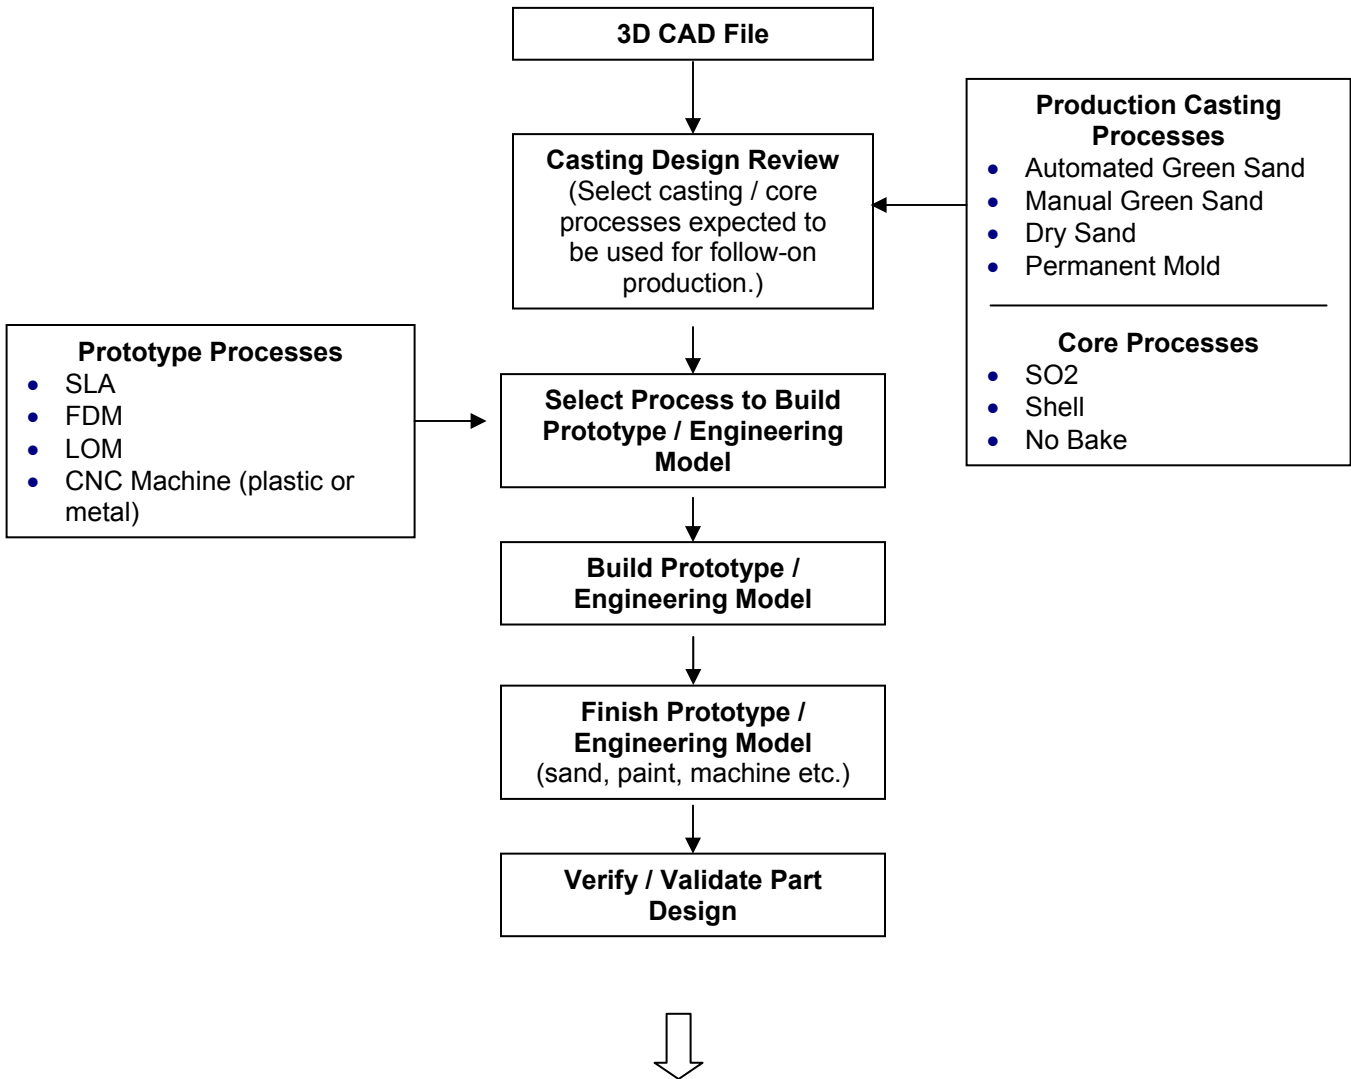 3D CAD File
Production Casting
Processes
• Automated Green Sand
• Manual Green Sand
• Dry Sand
• Permanent Mold
Core Processes
• SO2
• Shell
• No Bake
Casting Design Review
(Select casting / core
processes expected to
be used for follow-on
production.)
Prototype Processes
• SLA
• FDM
• LOM
• CNC Machine (plastic or
metal)
Select Process to Build
Prototype / Engineering
Model
Build Prototype /
Engineering Model
Finish Prototype /
Engineering Model
(sand, paint, machine etc.)
Verify / Validate Part
Design